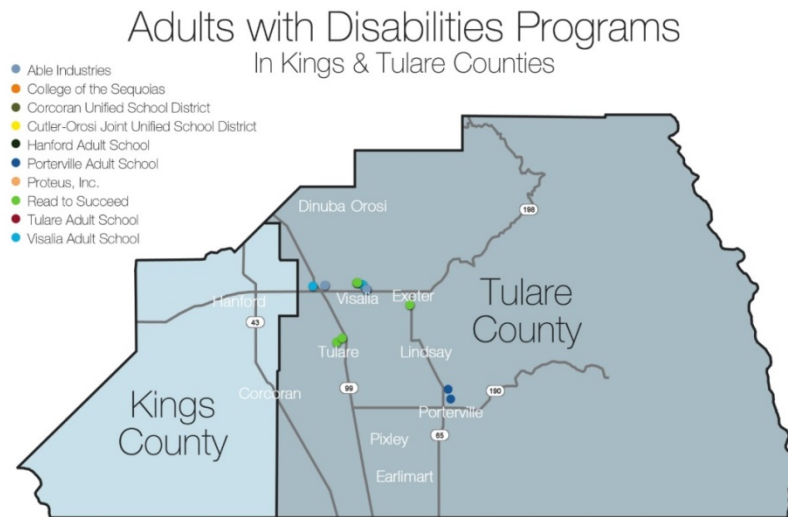 Adults with Disabilities Programs
In Kings & Tulare Counties
Able Industries
College of the Sequoias
Corcoran Unified School District
Cutler-Orosi Joint Unified School District
Hanford Adult School
Porterville Adult School
Proteus, Inc.
Read to Succeed
Tulare Adult School
Visalia Adult School
Dinuba Orosi
198
Hanford
Visalia
Exeter
Tulare
County
43
Tulare
Lindsay
99
190
Corcoran
Kings
County
Porterville
65
Pixley
Earlimart